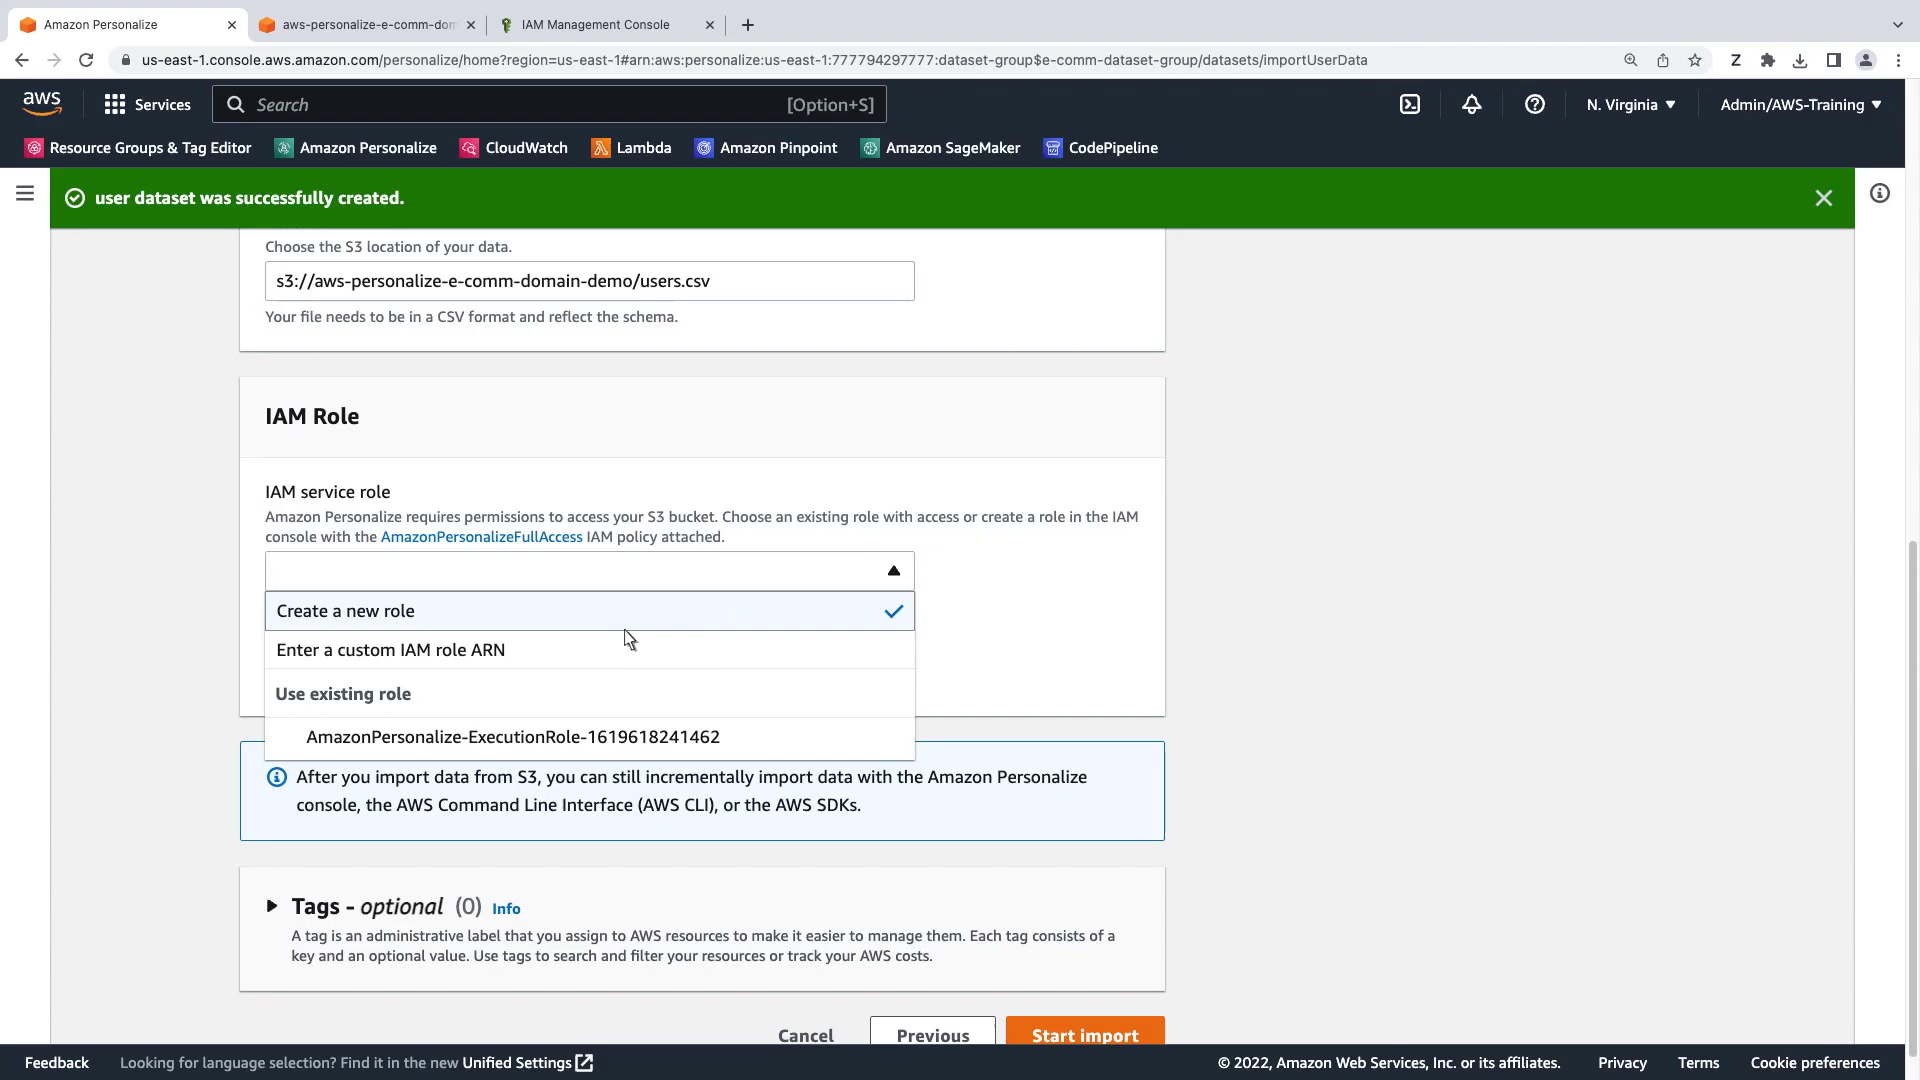 Amazon Personalize
aws-personalize-e-comm-dom
IAM Management Console
us-east-1.console.aws.amazon.com/personalize/home?region=us-east-1#arn:aws:personalize:us-east-1:777794297777:dataset-group$e-comm-dataset-group/datasets/importUserData
aws
Services
Search
[Option+S]
N. Virginia
Admin/AWS-Training
Resource Groups & Tag Editor
Amazon Personalize
CloudWatch
Lambda
Amazon Pinpoint
Amazon SageMaker
CodePipeline
user dataset was successfully created.
Choose the S3 location of your data.
s3://aws-personalize-e-comm-domain-demo/users.csv
Your file needs to be in a CSV format and reflect the schema.
IAM Role
IAM service role
Amazon Personalize requires permissions to access your S3 bucket. Choose an existing role with access or create a role in the IAM
console with the AmazonPersonalizeFullAccess IAM policy attached.
Create a new role
Enter a custom IAM role ARN
Use existing role
AmazonPersonalize-ExecutionRole-1619618241462
After you import data from S3, you can still incrementally import data with the Amazon Personalize
console, the AWS Command Line Interface (AWS CLI), or the AWS SDKs.
Tags - optional (0) Info
A tag is an administrative label that you assign to AWS resources to make it easier to manage them. Each tag consists of a
key and an optional value. Use tags to search and filter your resources or track your AWS costs.
Cancel
Previous
Start import
Feedback
Looking for language selection? Find it in the new Unified Settings
© 2022, Amazon Web Services, Inc. or its affiliates.
Privacy
Terms
Cookie preferences